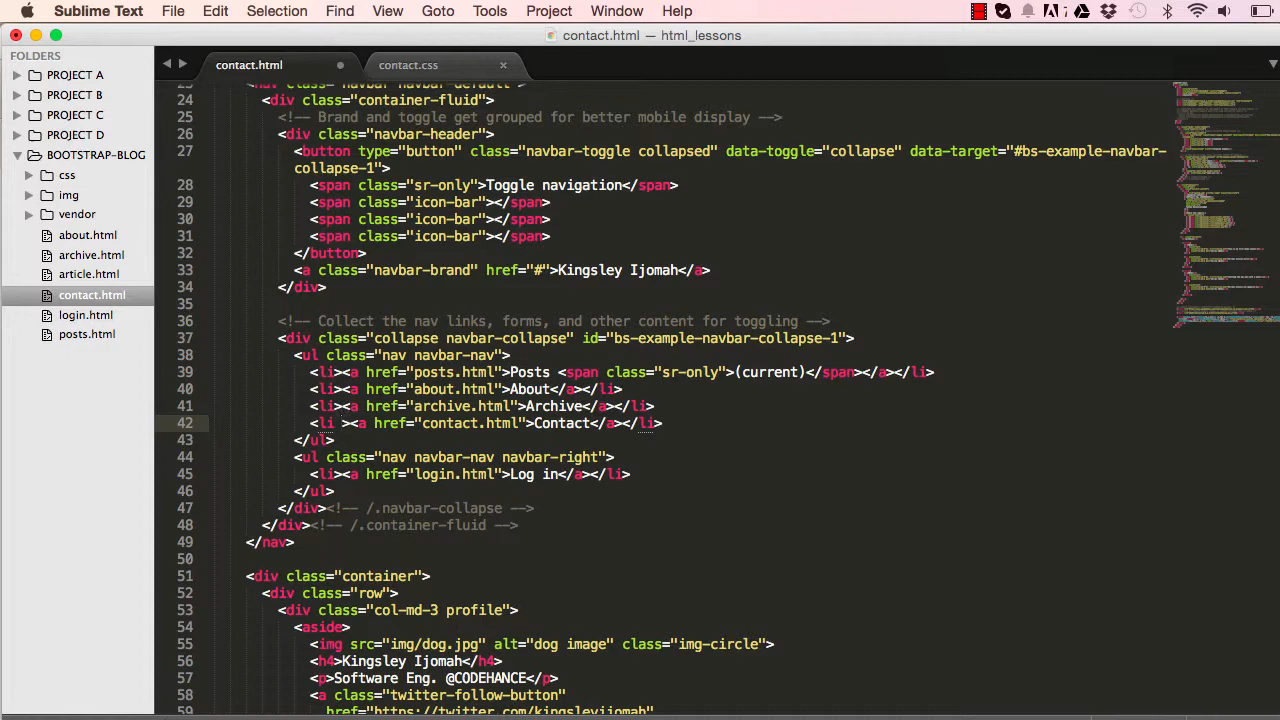 Sublime Text File Edit Selection Find View Goto Tools Project Window Help
contact.html — html_lessons
FOLDERS
PROJECT A
PROJECT B
PROJECT C
PROJECT D
BOOTSTRAP-BLOG
css
img
vendor
about.html
archive.html
article.html
contact.html
login.html
posts.html
contact.html contact.css ×
<nav class="navbar navbar-default">
24 <div class="container-fluid">
25 <!-- Brand and toggle get grouped for better mobile display -->
26 <div class="navbar-header">
27 <button type="button" class="navbar-toggle collapsed" data-toggle="collapse" data-target="#bs-example-navbar-
collapse-1">
28 <span class="sr-only">Toggle navigation</span>
29 <span class="icon-bar"></span>
30 <span class="icon-bar"></span>
31 <span class="icon-bar"></span>
32 </button>
33 <a class="navbar-brand" href="#">Kingsley Ijomah</a>
34 </div>
35
36 <!-- Collect the nav links, forms, and other content for toggling -->
37 <div class="collapse navbar-collapse" id="bs-example-navbar-collapse-1">
38 <ul class="nav navbar-nav">
39 <li><a href="posts.html">Posts <span class="sr-only">(current)</span></a></li>
40 <li><a href="about.html">About</a></li>
41 <li><a href="archive.html">Archive</a></li>
42 <li ><a href="contact.html">Contact</a></li>
43 </ul>
44 <ul class="nav navbar-nav navbar-right">
45 <li><a href="login.html">Log in</a></li>
46 </ul>
47 </div><!-- /.navbar-collapse -->
48 </div><!-- /.container-fluid -->
49 </nav>
50
51 <div class="container">
52 <div class="row">
53 <div class="col-md-3 profile">
54 <aside>
55 <img src="img/dog.jpg" alt="dog image" class="img-circle">
56 <h4>Kingsley Ijomah</h4>
57 <p>Software Eng. @CODEHANCE</p>
58 <a class="twitter-follow-button"
59 href="https://twitter.com/kingsleyijomah"